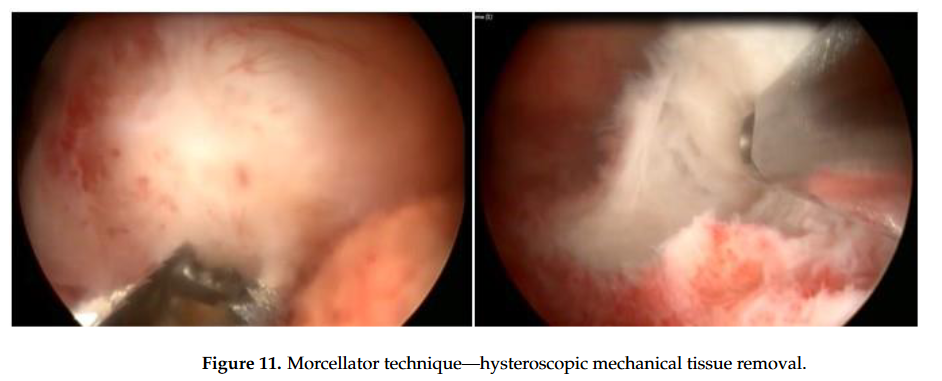 Figure 11. Morcellator technique—hysteroscopic mechanical tissue removal.